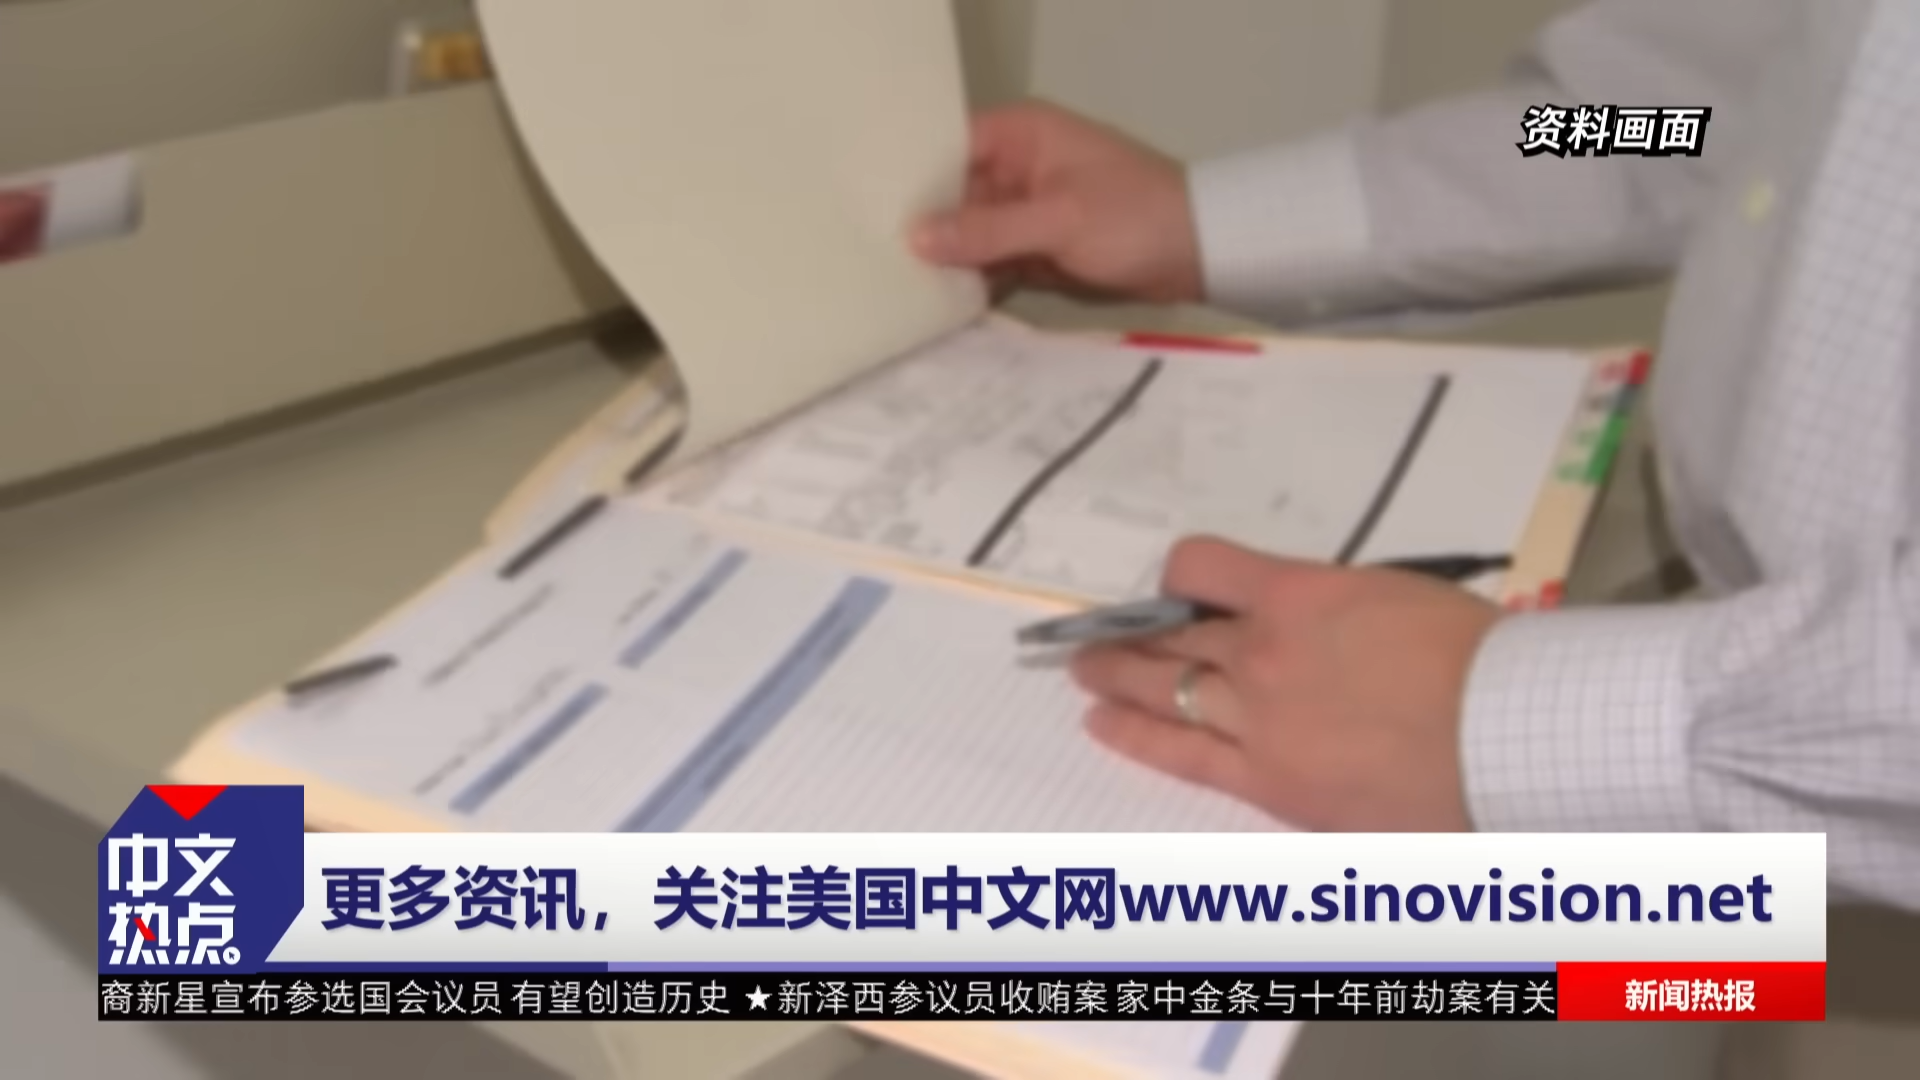 资料画面
中文
热点
更多资讯，关注美国中文网www.sinovision.net
裔新星宣布参选国会议员 有望创造历史 ★新泽西参议员收贿案 家中金条与十年前劫案有关
新闻热报